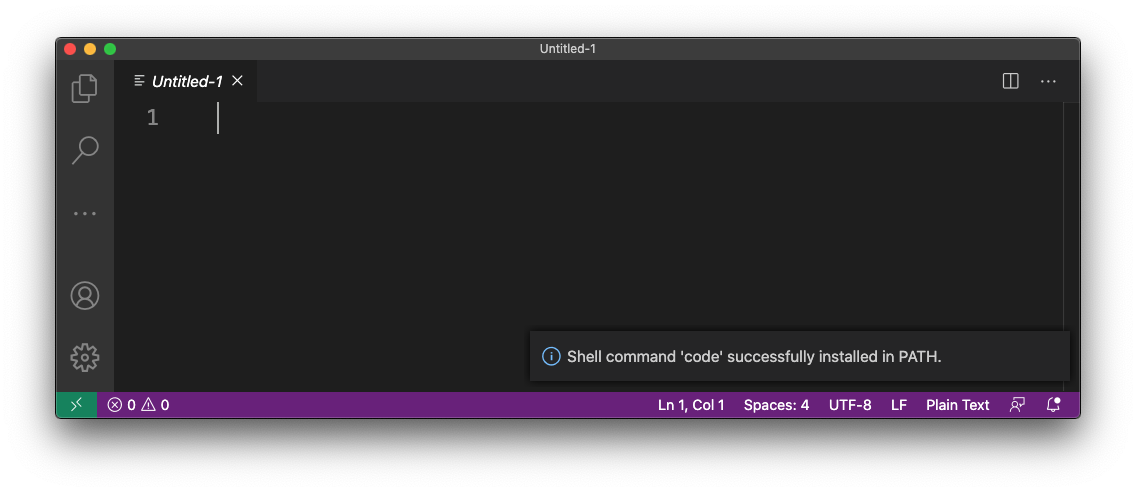 Untitled-1
Untitled-1
1
Shell command 'code' successfully installed in PATH.
0 0 Ln 1, Col 1 Spaces: 4 UTF-8 LF Plain Text